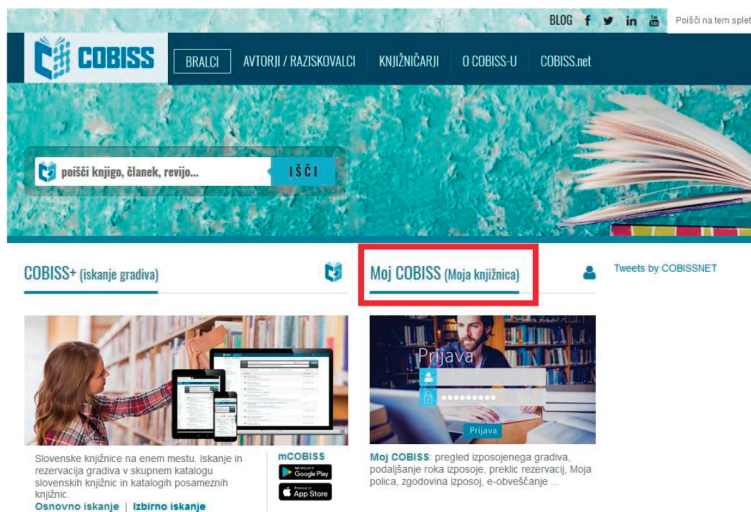 BLOG
Poišči na tem splet
COBISS
BRALCI
AVTORJI / RAZISKOVALCI
KNJIŽNIČARJI
O COBISS-U
COBISS.net
poišči knjigo, članek, revijo...
IŠČI
COBISS+ (iskanje gradiva)
Moj COBISS (Moja knjižnica)
Tweets by COBISSNET
Prijava
Prijava
Slovenske knjižnice na enem mestu. Iskanje in
rezervacija gradiva v skupnem katalogu
slovenskih knjižnic in katalogih posameznih
knjižnic.
Osnovno iskanje | Izbirno iskanje
mCOBISS
Google Play
App Store
Moj COBISS: pregled izposojenega gradiva,
podaljšanje roka izposoje, preklic rezervacij, Moja
polica, zgodovina izposoj, e-obveščanje ...